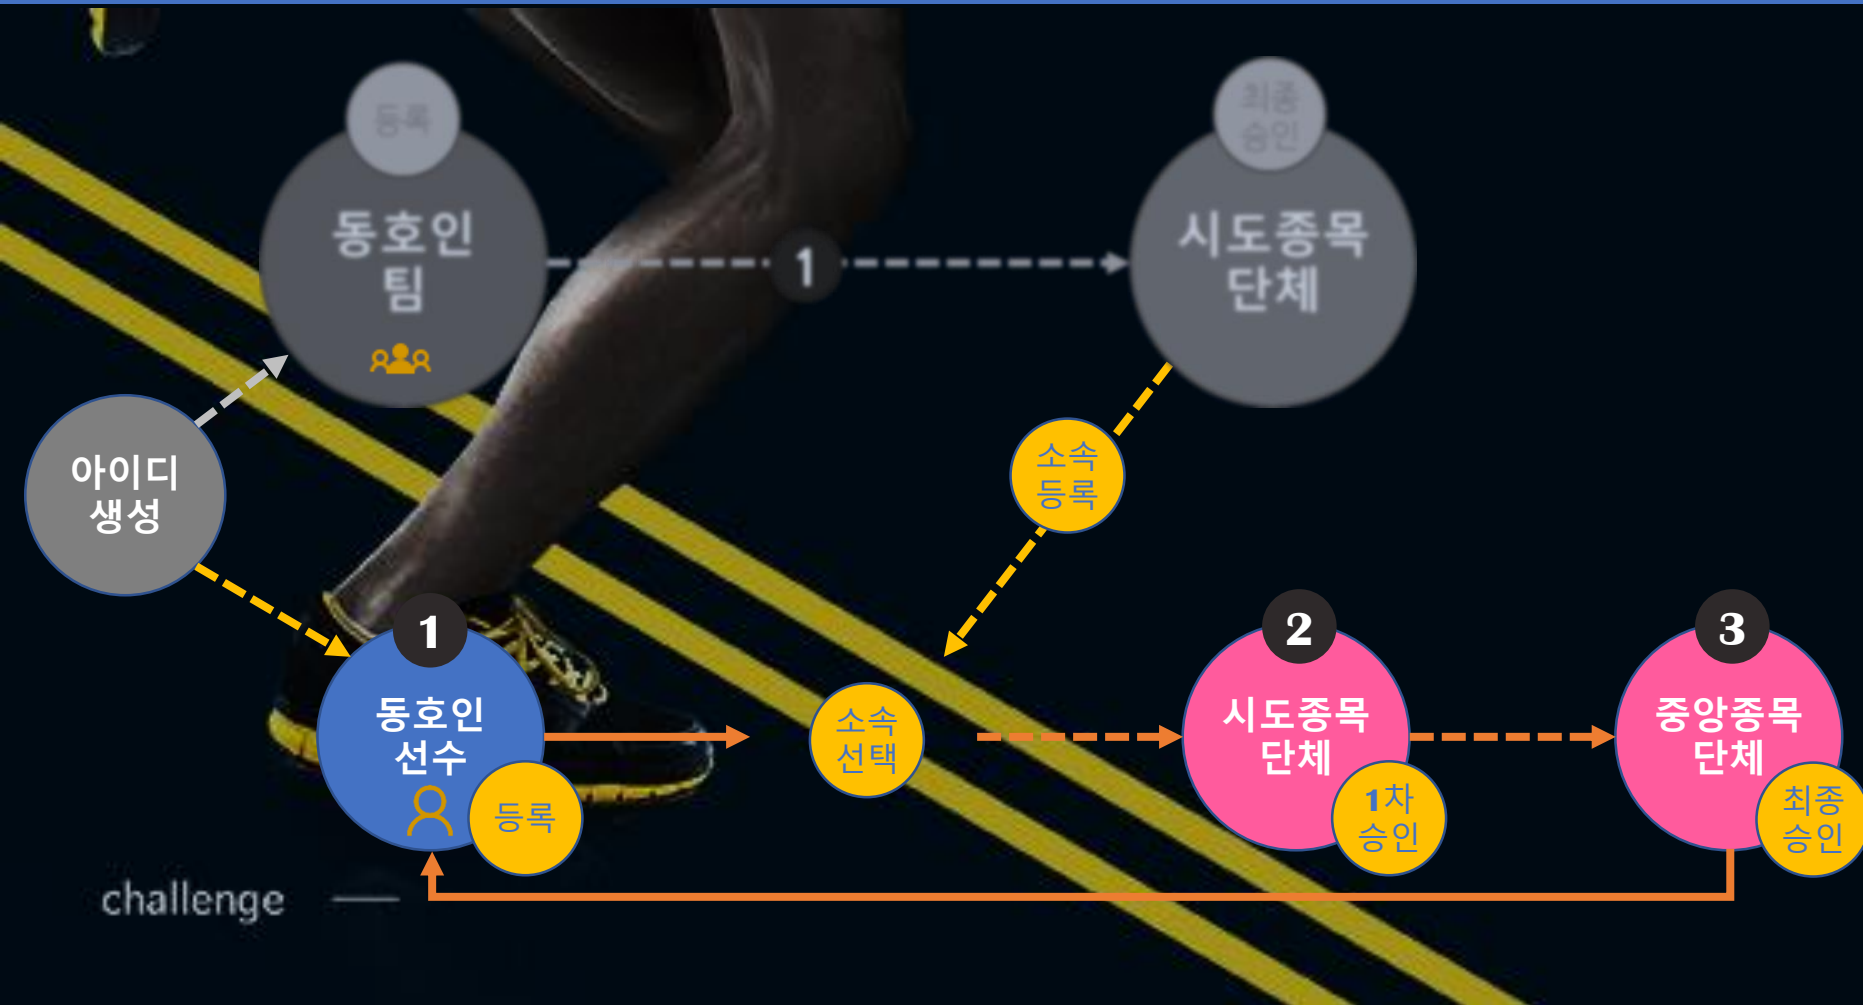 등록
최종
승인
동호인
팀
1
시도종목
단체
아이디
생성
소속
등록
1
동호인
선수
등록
소속
선택
2
시도종목
단체
1차
승인
3
중앙종목
단체
최종
승인
challenge